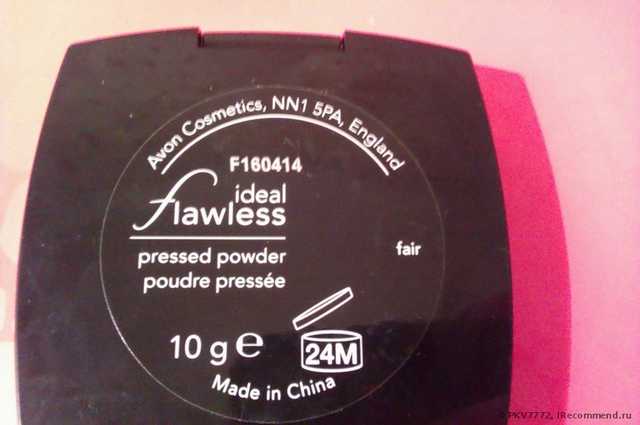 Avon Cosmetics, NN1 5PA, England
F160414
ideal
flawless
pressed powder
poudre pressée
fair
10 g e
24M
Made in China
© PKV7772, IRecommend.ru